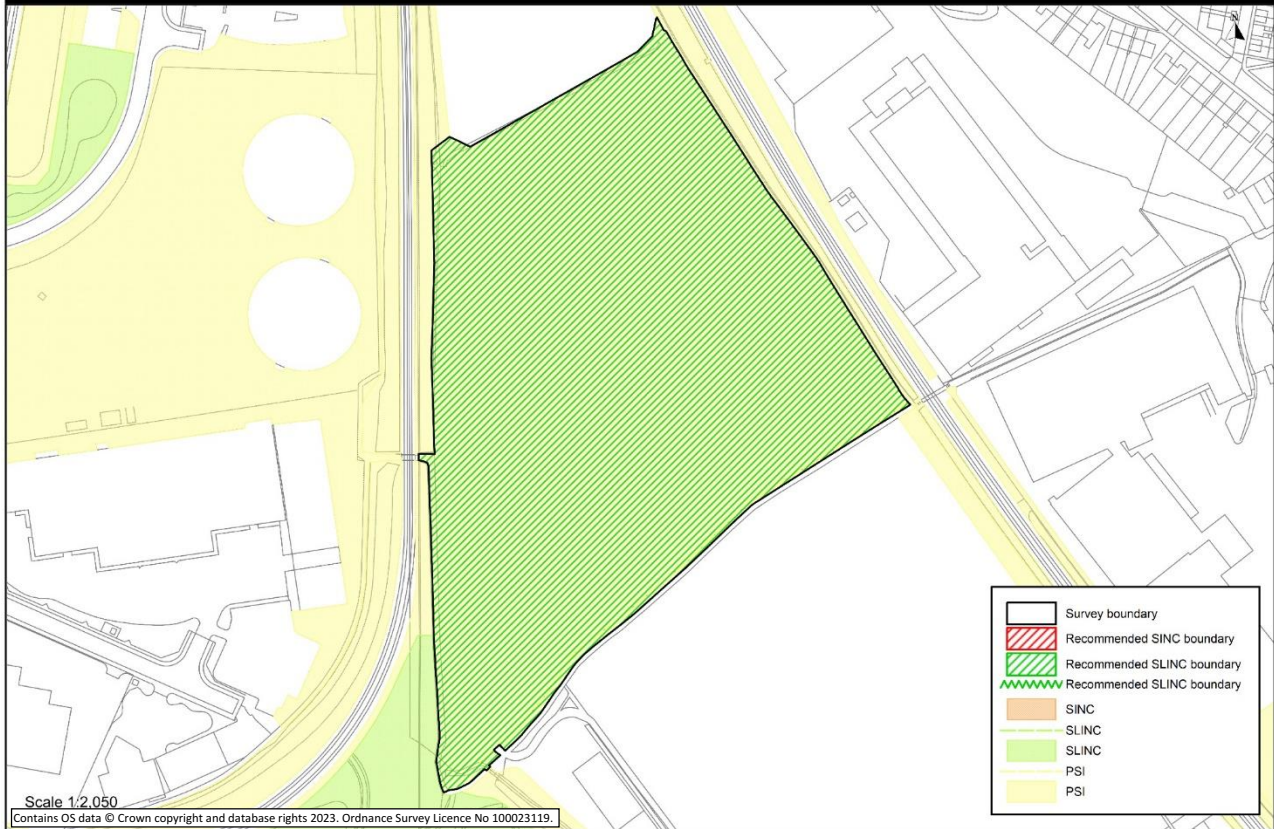 N
Survey boundary
Recommended SINC boundary
Recommended SLINC boundary
Recommended SLINC boundary
SINC
SLINC
SLINC
PSI
PSI
Scale 1:2,050
Contains OS data © Crown copyright and database rights 2023. Ordnance Survey Licence No 100023119.